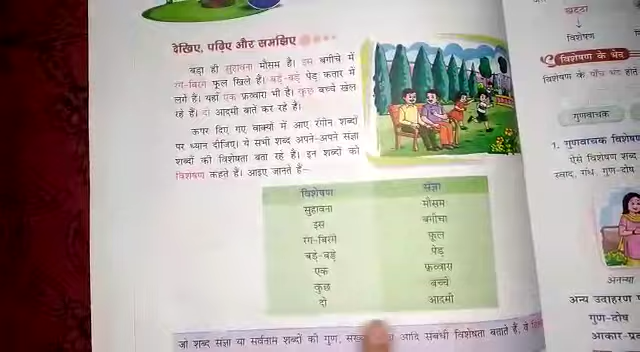 देखिए, पढ़िए और समझिए
बड़ा ही सुहावना मौसम है। इस बगीचे में
रंग-बिरंगे फूल खिले हैं। बड़े-बड़े पेड़ कतार में
लगे हैं। यहाँ एक फ़व्वारा भी है। कुछ बच्चे खेल
रहे हैं। दो आदमी बातें कर रहे हैं।
ऊपर दिए गए वाक्यों में आए रंगीन शब्दों
पर ध्यान दीजिए। ये सभी शब्द अपने-अपने संज्ञा
शब्दों की विशेषता बता रहे हैं। इन शब्दों को
विशेषण कहते हैं। आइए जानते हैं–
विशेषण संज्ञा
सुहावना मौसम
इस बगीचा
रंग-बिरंगे फूल
बड़े-बड़े पेड़
एक फ़व्वारा
कुछ बच्चे
दो आदमी
जो शब्द संज्ञा या सर्वनाम शब्दों की गुण, आदि संबंधी विशेषता बताते हैं, वे
खट्टा
↓
विशेषण
विशेषण के भेद
विशेषण के पाँच भेद होते
गुणवाचक
1. गुणवाचक विशेषण
ऐसे विशेषण शब्द
स्वाद, गंध, गुण-दोष
अनन्या
अन्य उदाहरण
गुण-दोष
आकार-